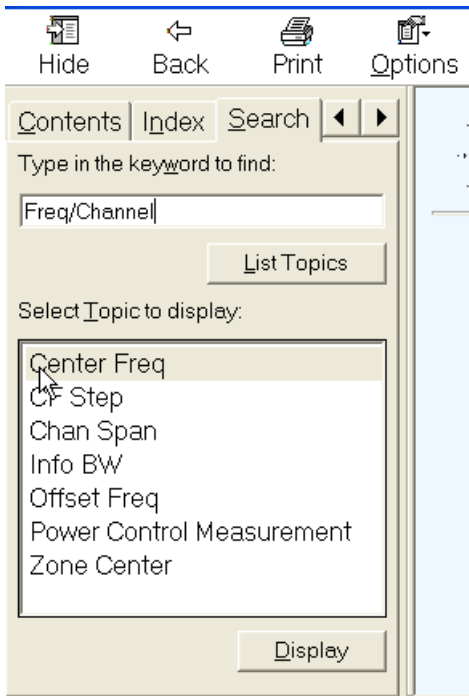 Hide Back Print Options
Contents Index Search
Type in the keyword to find:
Freq/Channel
List Topics
Select Topic to display:
Center Freq
CF Step
Chan Span
Info BW
Offset Freq
Power Control Measurement
Zone Center
Display